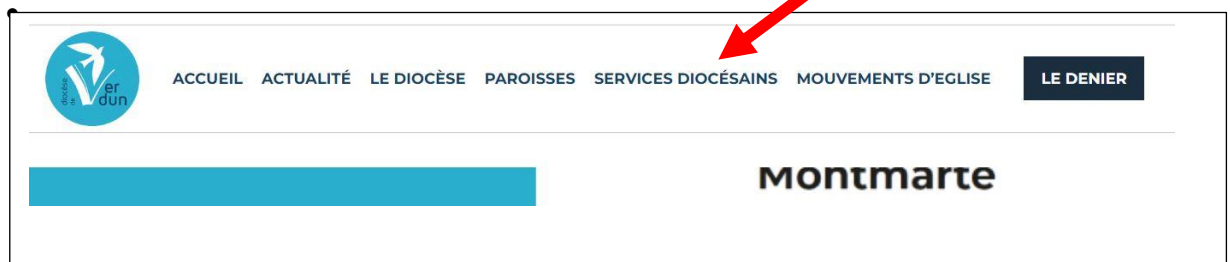 diocèse de Verdun
ACCUEIL ACTUALITÉ LE DIOCÈSE PAROISSES SERVICES DIOCÉSAINS MOUVEMENTS D'EGLISE LE DENIER
Montmarte